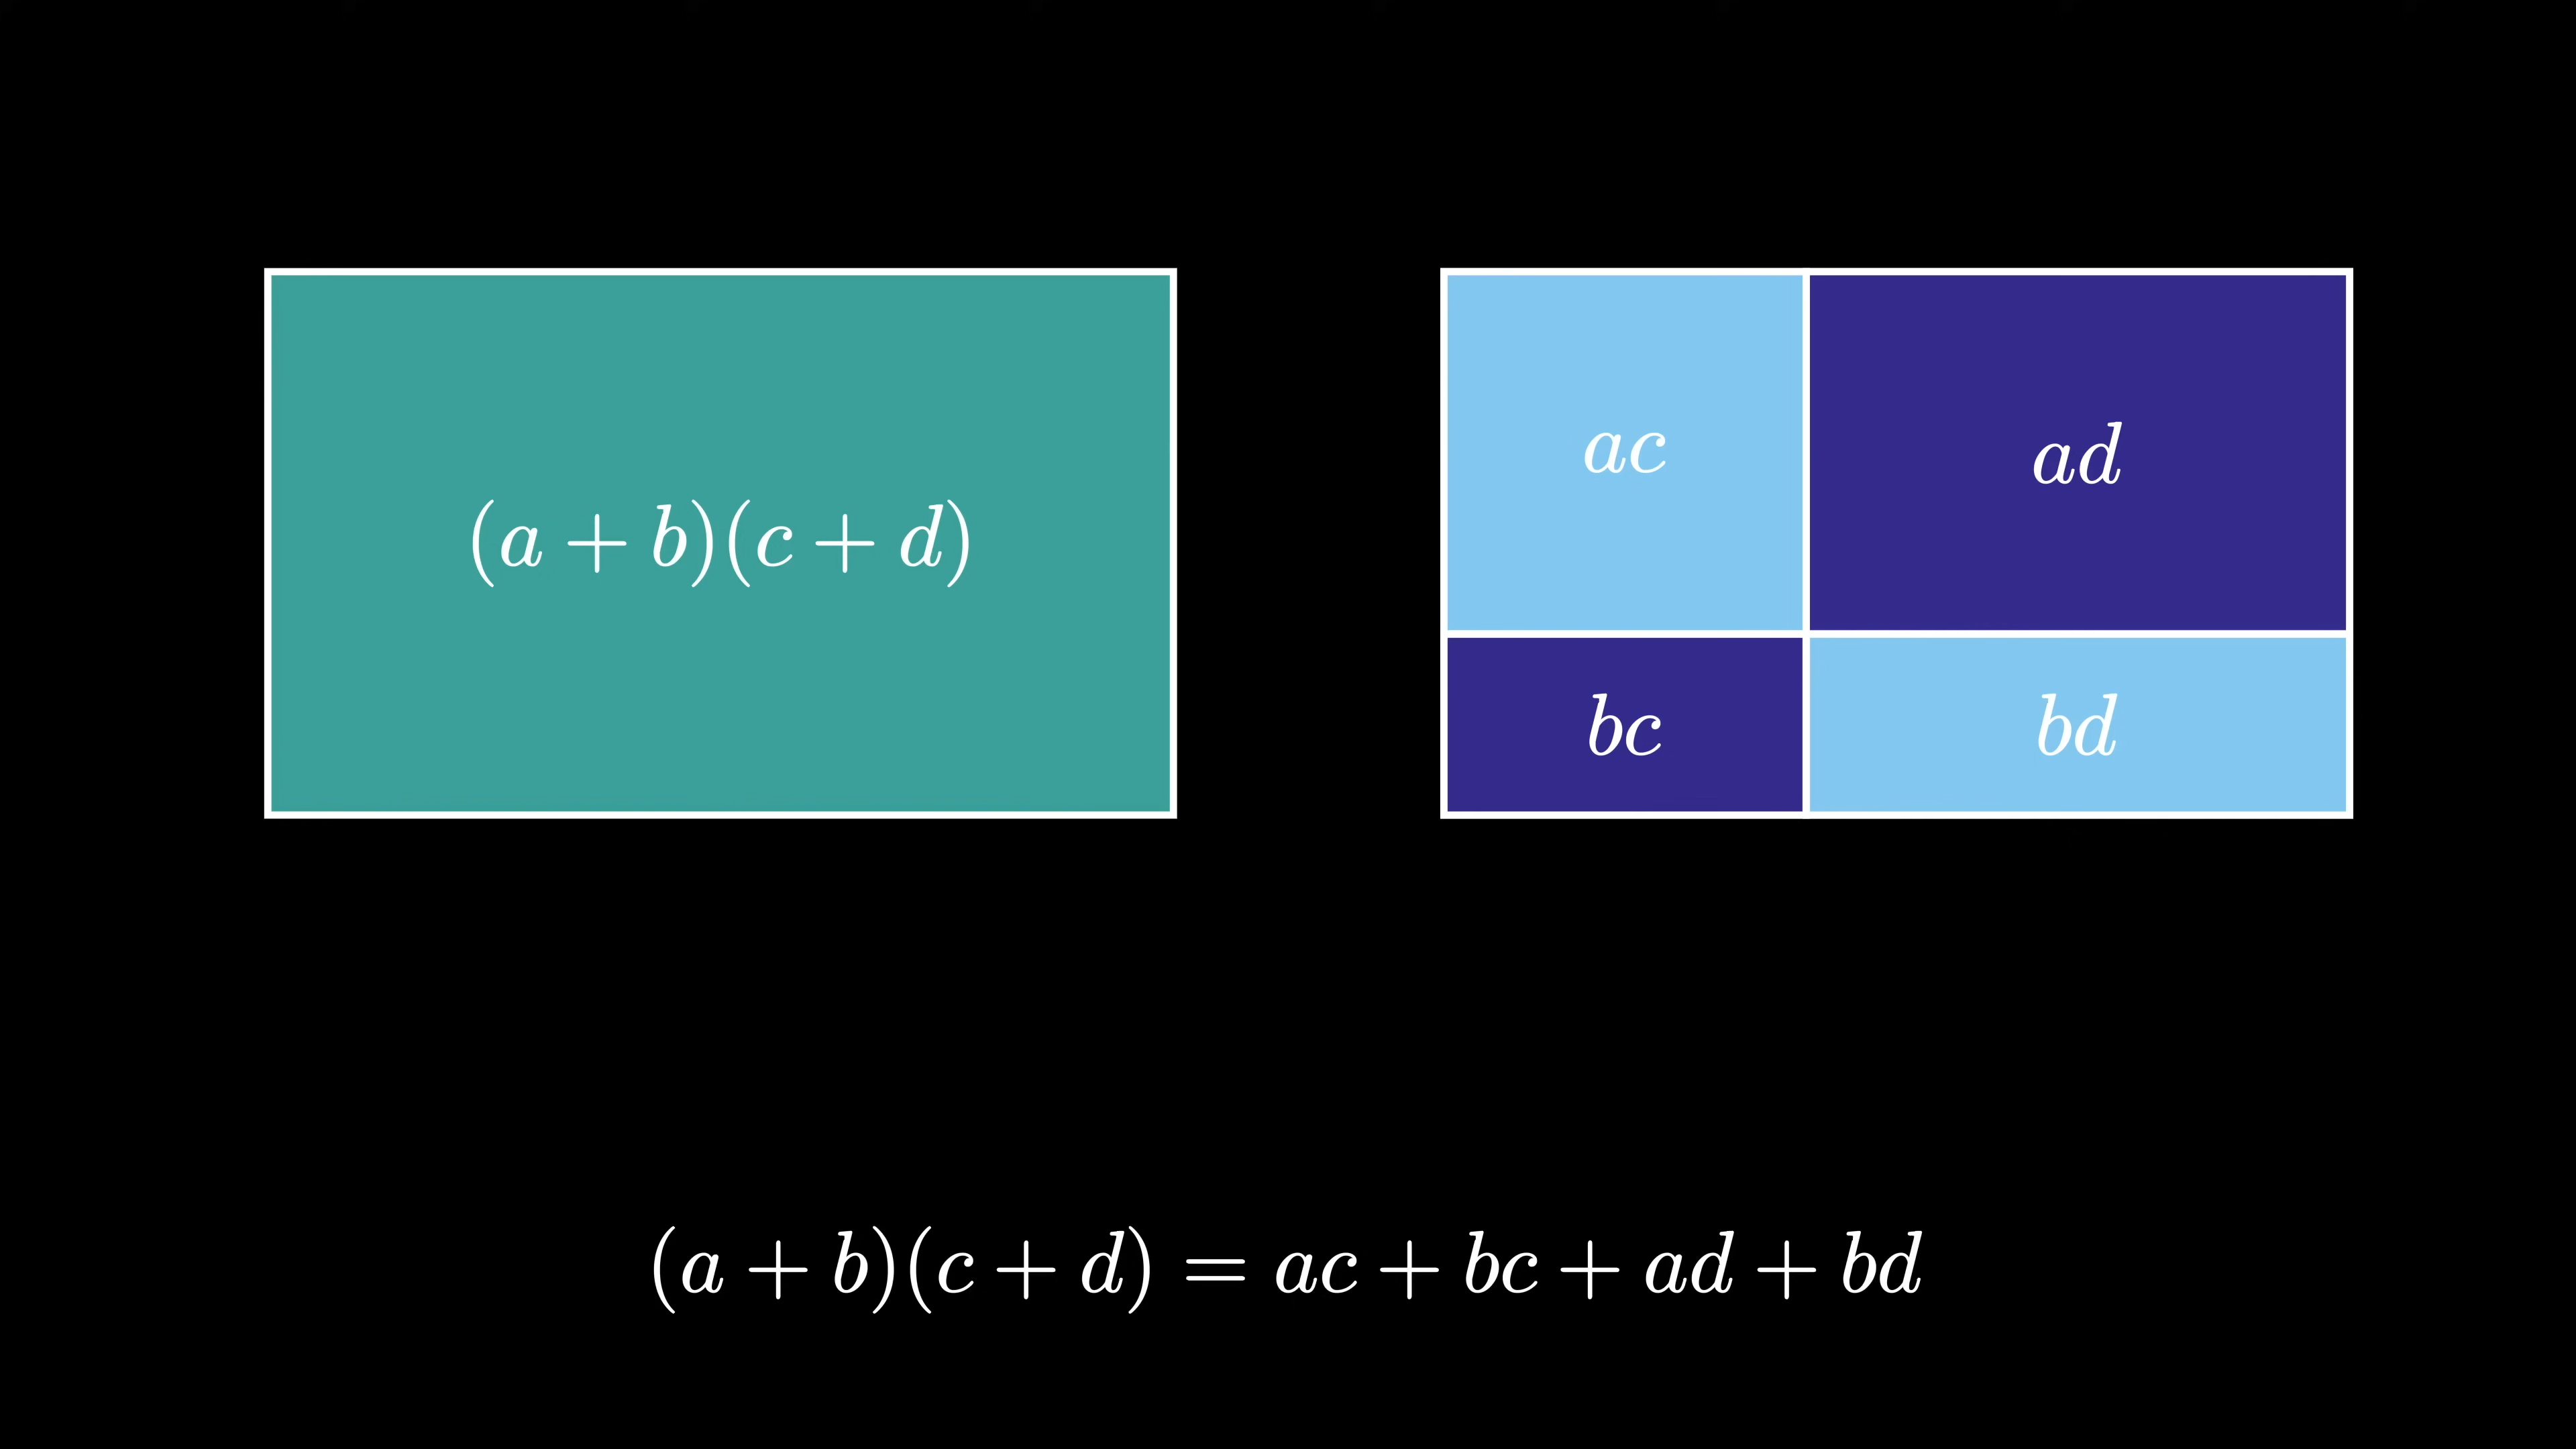 (a + b)(c + d)
ac
ad
bc
bd
(a + b)(c + d) = ac + bc + ad + bd